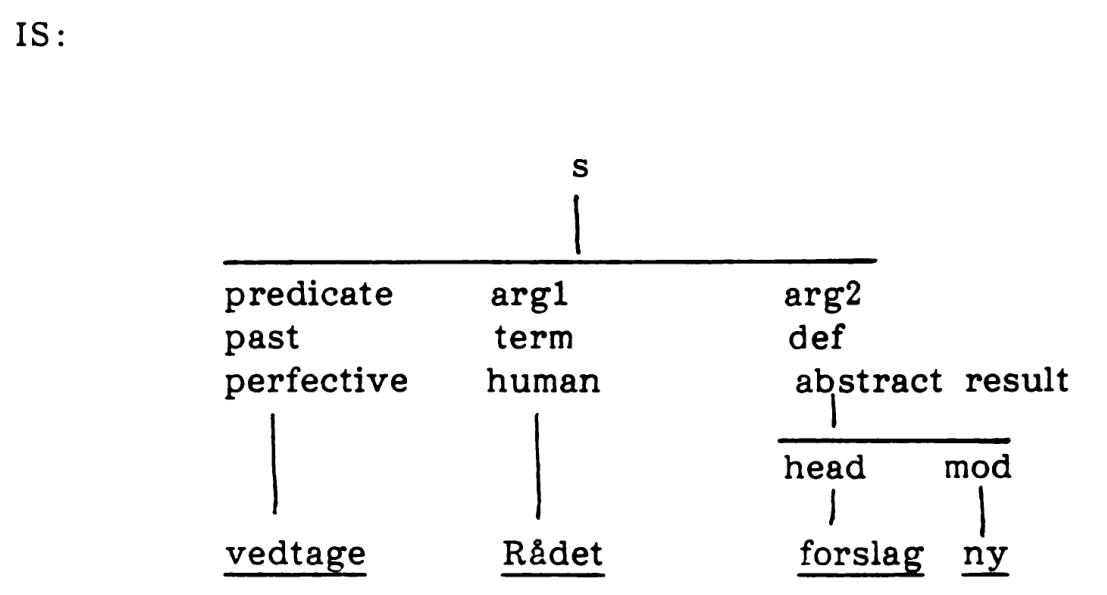 IS:
s
predicate arg1 arg2
past term def
perfective human abstract result
head mod
vedtage Rådet forslag ny